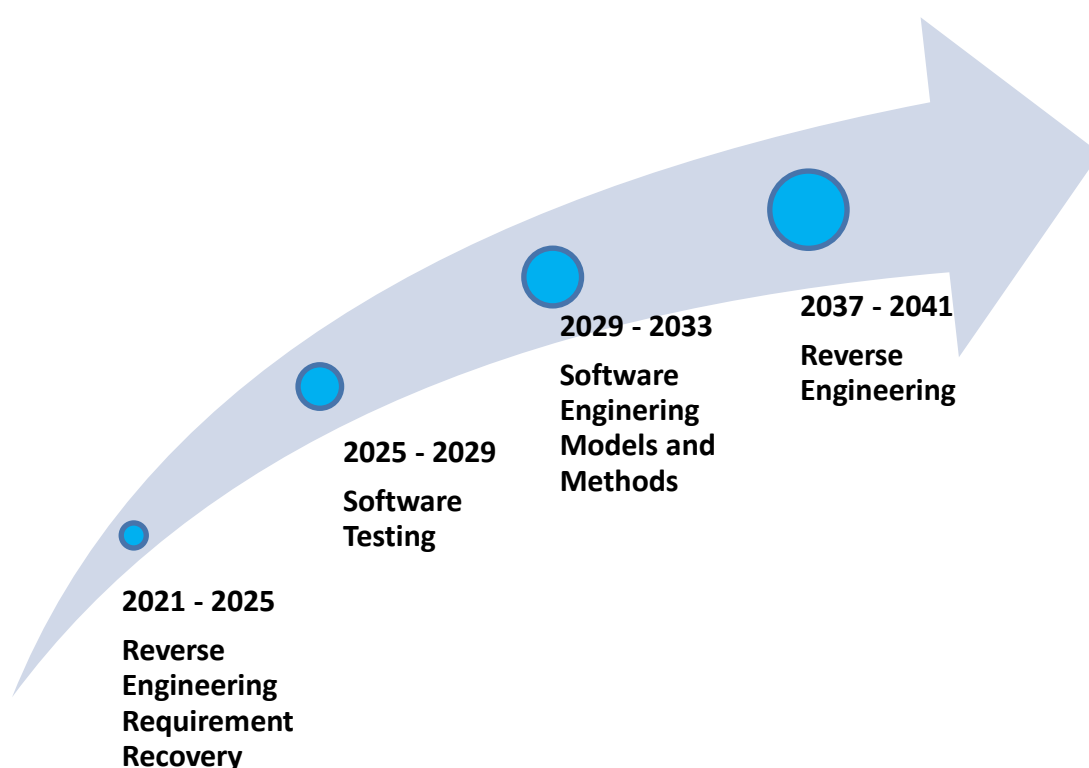 2021 - 2025
Reverse
Engineering
Requirement
Recovery
2025 - 2029
Software
Testing
2029 - 2033
Software
Enginering
Models and
Methods
2037 - 2041
Reverse
Engineering